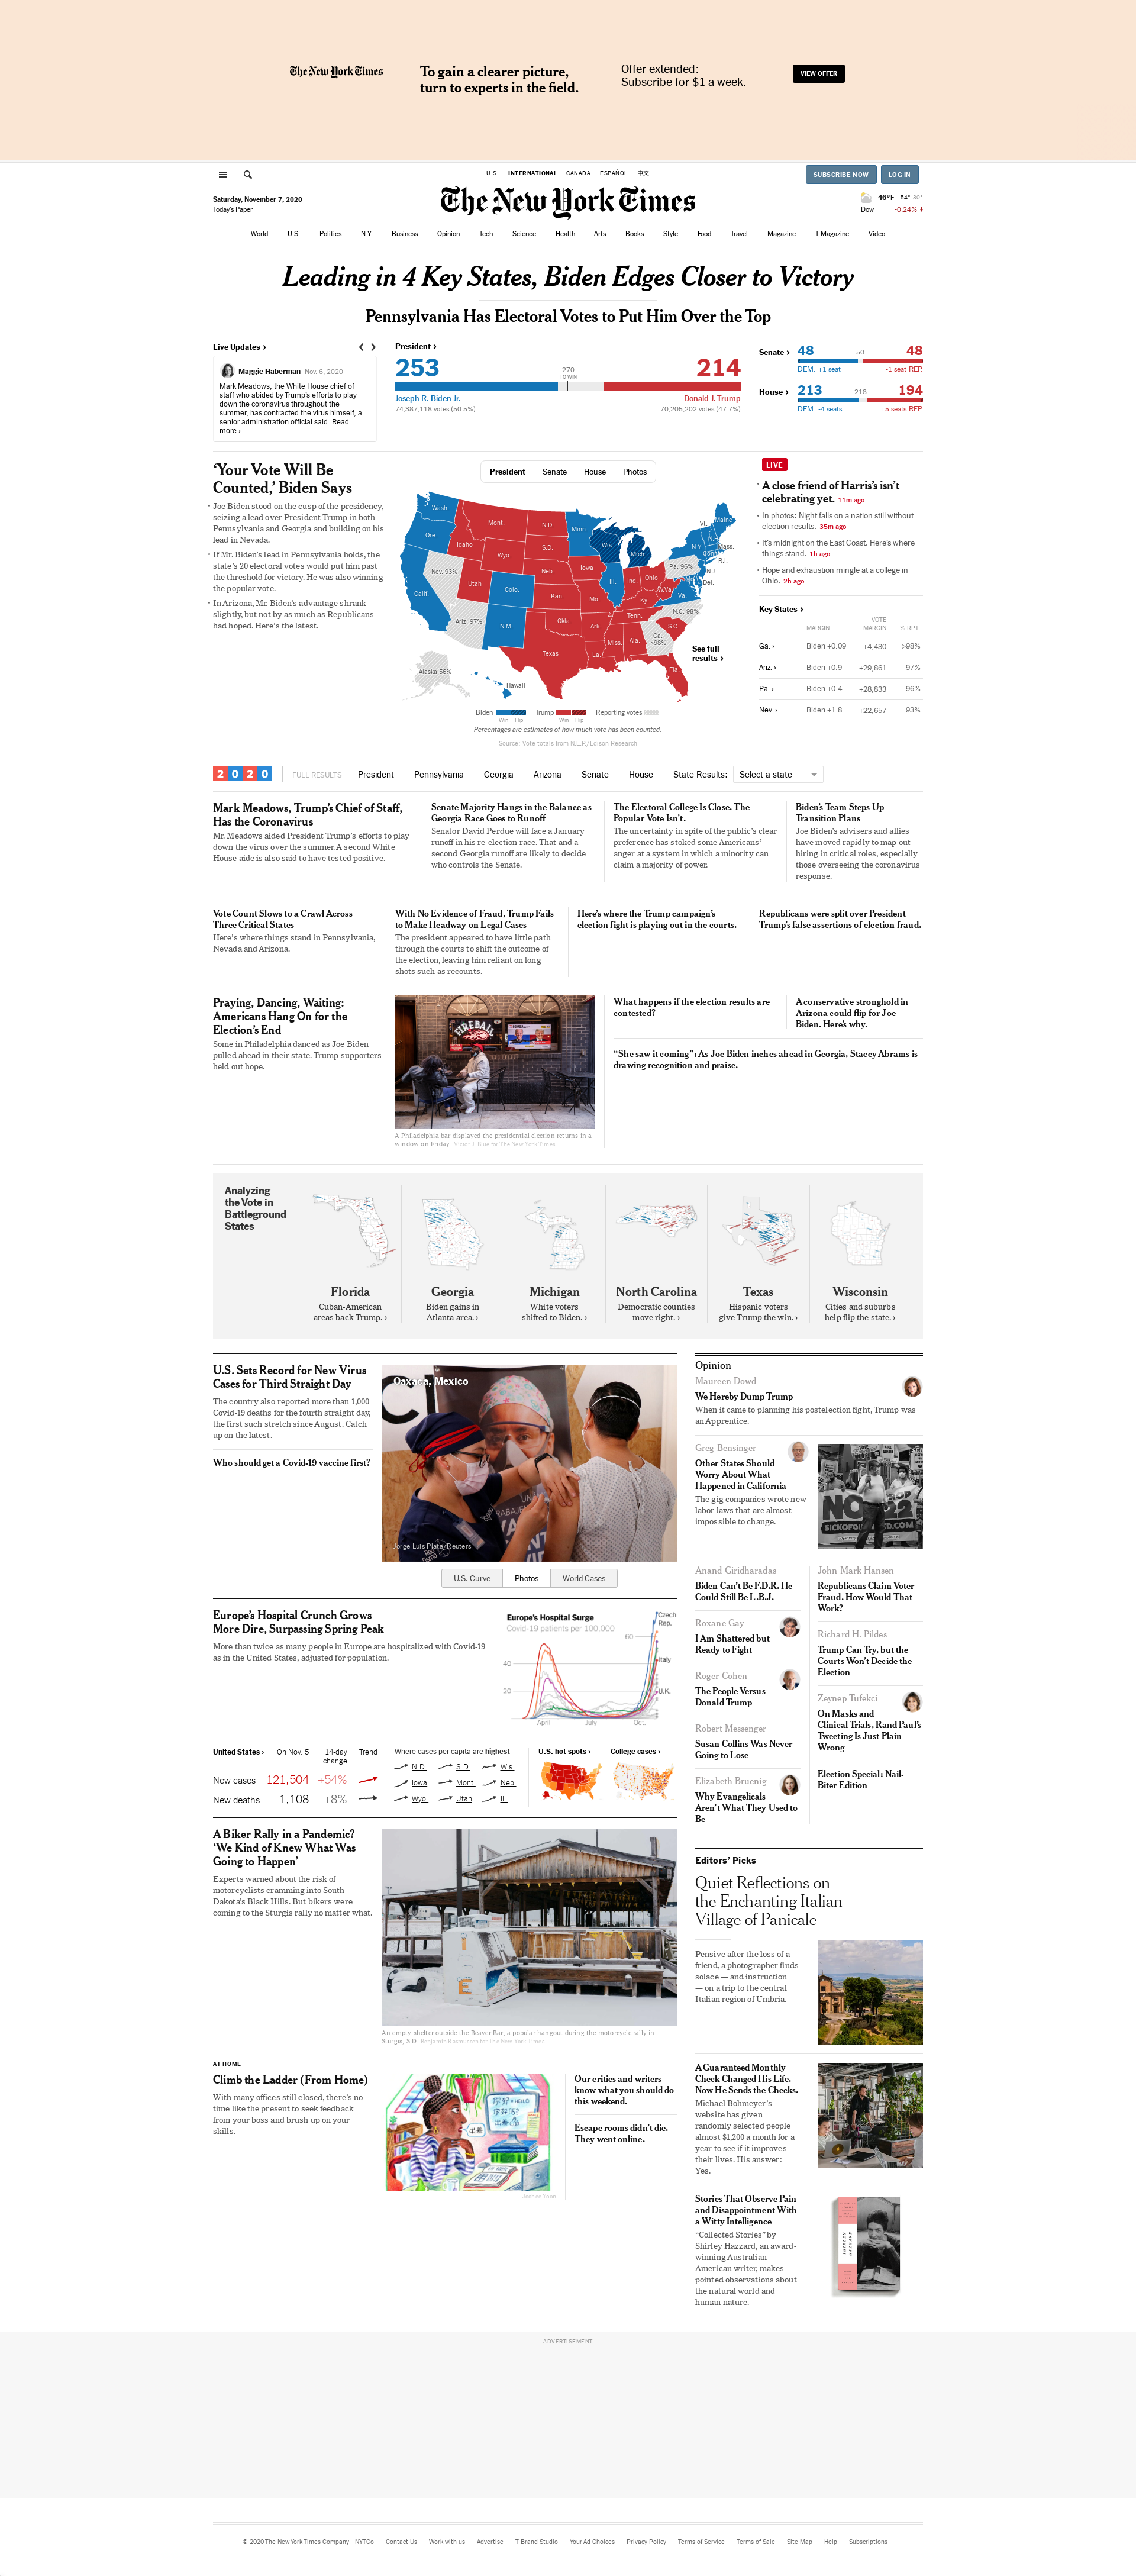 The New York Times
To gain a clearer picture,
turn to experts in the field.
Offer extended:
Subscribe for $1 a week.
VIEW OFFER
U.S. INTERNATIONAL CANADA ESPAÑOL 中文
SUBSCRIBE NOW LOG IN
Saturday, November 7, 2020
Today's Paper
The New York Times
46°F 54° 30°
Dow -0.24% ↓
World U.S. Politics N.Y. Business Opinion Tech Science Health Arts Books Style Food Travel Magazine T Magazine Video
Leading in 4 Key States, Biden Edges Closer to Victory
Pennsylvania Has Electoral Votes to Put Him Over the Top
Live Updates ›
Maggie Haberman Nov. 6, 2020
Mark Meadows, the White House chief of
staff who abided by Trump's efforts to play
down the coronavirus throughout the
summer, has contracted the virus himself, a
senior administration official said. Read
more ›
President ›
253 270 TO WIN 214
Joseph R. Biden Jr. Donald J. Trump
74,387,118 votes (50.5%) 70,205,202 votes (47.7%)
Senate › 48 50 48
DEM. +1 seat -1 seat REP.
House › 213 218 194
DEM. -4 seats +5 seats REP.
‘Your Vote Will Be
Counted,’ Biden Says
• Joe Biden stood on the cusp of the presidency,
seizing a lead over President Trump in both
Pennsylvania and Georgia and building on his
lead in Nevada.
• If Mr. Biden's lead in Pennsylvania holds, the
state's 20 electoral votes would put him past
the threshold for victory. He was also winning
the popular vote.
• In Arizona, Mr. Biden's advantage shrank
slightly, but not by as much as Republicans
had hoped. Here's the latest.
President Senate House Photos
Wash.
Ore.
Calif.
Nev. 93%
Idaho
Mont.
Wyo.
Utah
Colo.
Ariz. 97%
N.M.
N.D.
S.D.
Neb.
Kan.
Okla.
Texas
Minn.
Iowa
Mo.
Ark.
La.
Wis.
Ill.
Mich.
Ind.
Ohio
Ky.
Tenn.
Miss
Ala.
Ga.
>98%
Fla.
S.C.
N.C. 98%
Va.
W.Va.
Pa. 96%
N.Y.
Vt.
N.H.
Maine
Mass.
Conn.
R.I.
N.J.
Del.
Alaska 56%
Hawaii
See full
results ›
Biden Win Flip Trump Win Flip Reporting votes
Percentages are estimates of how much vote has been counted.
Source: Vote totals from N.E.P./Edison Research
LIVE
• A close friend of Harris's isn't
celebrating yet. 11m ago
• In photos: Night falls on a nation still without
election results. 35m ago
• It's midnight on the East Coast. Here's where
things stand. 1h ago
• Hope and exhaustion mingle at a college in
Ohio. 2h ago
Key States ›
MARGIN VOTE MARGIN % RPT.
Ga. › Biden +0.09 +4,430 >98%
Ariz. › Biden +0.9 +29,861 97%
Pa. › Biden +0.4 +28,833 96%
Nev. › Biden +1.8 +22,657 93%
2020 FULL RESULTS President Pennsylvania Georgia Arizona Senate House State Results: Select a state
Mark Meadows, Trump's Chief of Staff,
Has the Coronavirus
Mr. Meadows aided President Trump's efforts to play
down the virus over the summer. A second White
House aide is also said to have tested positive.
Senate Majority Hangs in the Balance as
Georgia Race Goes to Runoff
Senator David Perdue will face a January
runoff in his re-election race. That and a
second Georgia runoff are likely to decide
who controls the Senate.
The Electoral College Is Close. The
Popular Vote Isn't.
The uncertainty in spite of the public's clear
preference has stoked some Americans'
anger at a system in which a minority can
claim a majority of power.
Biden's Team Steps Up
Transition Plans
Joe Biden's advisers and allies
have moved rapidly to map out
hiring in critical roles, especially
those overseeing the coronavirus
response.
Vote Count Slows to a Crawl Across
Three Critical States
Here's where things stand in Pennsylvania,
Nevada and Arizona.
With No Evidence of Fraud, Trump Fails
to Make Headway on Legal Cases
The president appeared to have little path
through the courts to shift the outcome of
the election, leaving him reliant on long
shots such as recounts.
Here's where the Trump campaign's
election fight is playing out in the courts.
Republicans were split over President
Trump's false assertions of election fraud.
Praying, Dancing, Waiting:
Americans Hang On for the
Election's End
Some in Philadelphia danced as Joe Biden
pulled ahead in their state. Trump supporters
held out hope.
FIREBALL
A Philadelphia bar displayed the presidential election returns in a
window on Friday. Victor J. Blue for The New York Times
What happens if the election results are
contested?
A conservative stronghold in
Arizona could flip for Joe
Biden. Here's why.
“She saw it coming”: As Joe Biden inches ahead in Georgia, Stacey Abrams is
drawing recognition and praise.
Analyzing
the Vote in
Battleground
States
Florida
Cuban-American
areas back Trump. ›
Georgia
Biden gains in
Atlanta area. ›
Michigan
White voters
shifted to Biden. ›
North Carolina
Democratic counties
move right. ›
Texas
Hispanic voters
give Trump the win. ›
Wisconsin
Cities and suburbs
help flip the state. ›
U.S. Sets Record for New Virus
Cases for Third Straight Day
The country also reported more than 1,000
Covid-19 deaths for the fourth straight day,
the first such stretch since August. Catch
up on the latest.
Who should get a Covid-19 vaccine first?
Oaxaca, Mexico
Jorge Luis Plata/Reuters
U.S. Curve Photos World Cases
Europe's Hospital Crunch Grows
More Dire, Surpassing Spring Peak
More than twice as many people in Europe are hospitalized with Covid-19
as in the United States, adjusted for population.
Europe's Hospital Surge
Covid-19 patients per 100,000
Czech
Rep.
60
Italy
40
20
U.K.
April July Oct.
United States › On Nov. 5 14-day change Trend
New cases 121,504 +54%
New deaths 1,108 +8%
Where cases per capita are highest
N.D. S.D. Wis.
Iowa Mont. Neb.
Wyo. Utah Ill.
U.S. hot spots › College cases ›
A Biker Rally in a Pandemic?
‘We Kind of Knew What Was
Going to Happen’
Experts warned about the risk of
motorcyclists cramming into South
Dakota's Black Hills. But bikers were
coming to the Sturgis rally no matter what.
An empty shelter outside the Beaver Bar, a popular hangout during the motorcycle rally in
Sturgis, S.D. Benjamin Rasmussen for The New York Times
AT HOME
Climb the Ladder (From Home)
With many offices still closed, there's no
time like the present to seek feedback
from your boss and brush up on your
skills.
HELLO
你好
Our critics and writers
know what you should do
this weekend.
Escape rooms didn't die.
They went online.
Opinion
Maureen Dowd
We Hereby Dump Trump
When it came to planning his postelection fight, Trump was
an Apprentice.
Greg Bensinger
Other States Should
Worry About What
Happened in California
The gig companies wrote new
labor laws that are almost
impossible to change.
NO 22
Anand Giridharadas
Biden Can't Be F.D.R. He
Could Still Be L.B.J.
Roxane Gay
I Am Shattered but
Ready to Fight
Roger Cohen
The People Versus
Donald Trump
Robert Messenger
Susan Collins Was Never
Going to Lose
Elizabeth Bruenig
Why Evangelicals
Aren't What They Used to
Be
John Mark Hansen
Republicans Claim Voter
Fraud. How Would That
Work?
Richard H. Pildes
Trump Can Try, but the
Courts Won't Decide the
Election
Zeynep Tufekci
On Masks and
Clinical Trials, Rand Paul's
Tweeting Is Just Plain
Wrong
Election Special: Nail-
Biter Edition
Editors' Picks
Quiet Reflections on
the Enchanting Italian
Village of Panicale
Pensive after the loss of a
friend, a photographer finds
solace — and instruction
— on a trip to the central
Italian region of Umbria.
A Guaranteed Monthly
Check Changed His Life.
Now He Sends the Checks.
Michael Bohmeyer's
website has given
randomly selected people
almost $1,200 a month for a
year to see if it improves
their lives. His answer:
Yes.
Stories That Observe Pain
and Disappointment With
a Witty Intelligence
“Collected Stories” by
Shirley Hazzard, an award-
winning Australian-
American writer, makes
pointed observations about
the natural world and
human nature.
SHIRLEY HAZZARD
ADVERTISEMENT
© 2020 The New York Times Company NYTCo Contact Us Work with us Advertise T Brand Studio Your Ad Choices Privacy Policy Terms of Service Terms of Sale Site Map Help Subscriptions